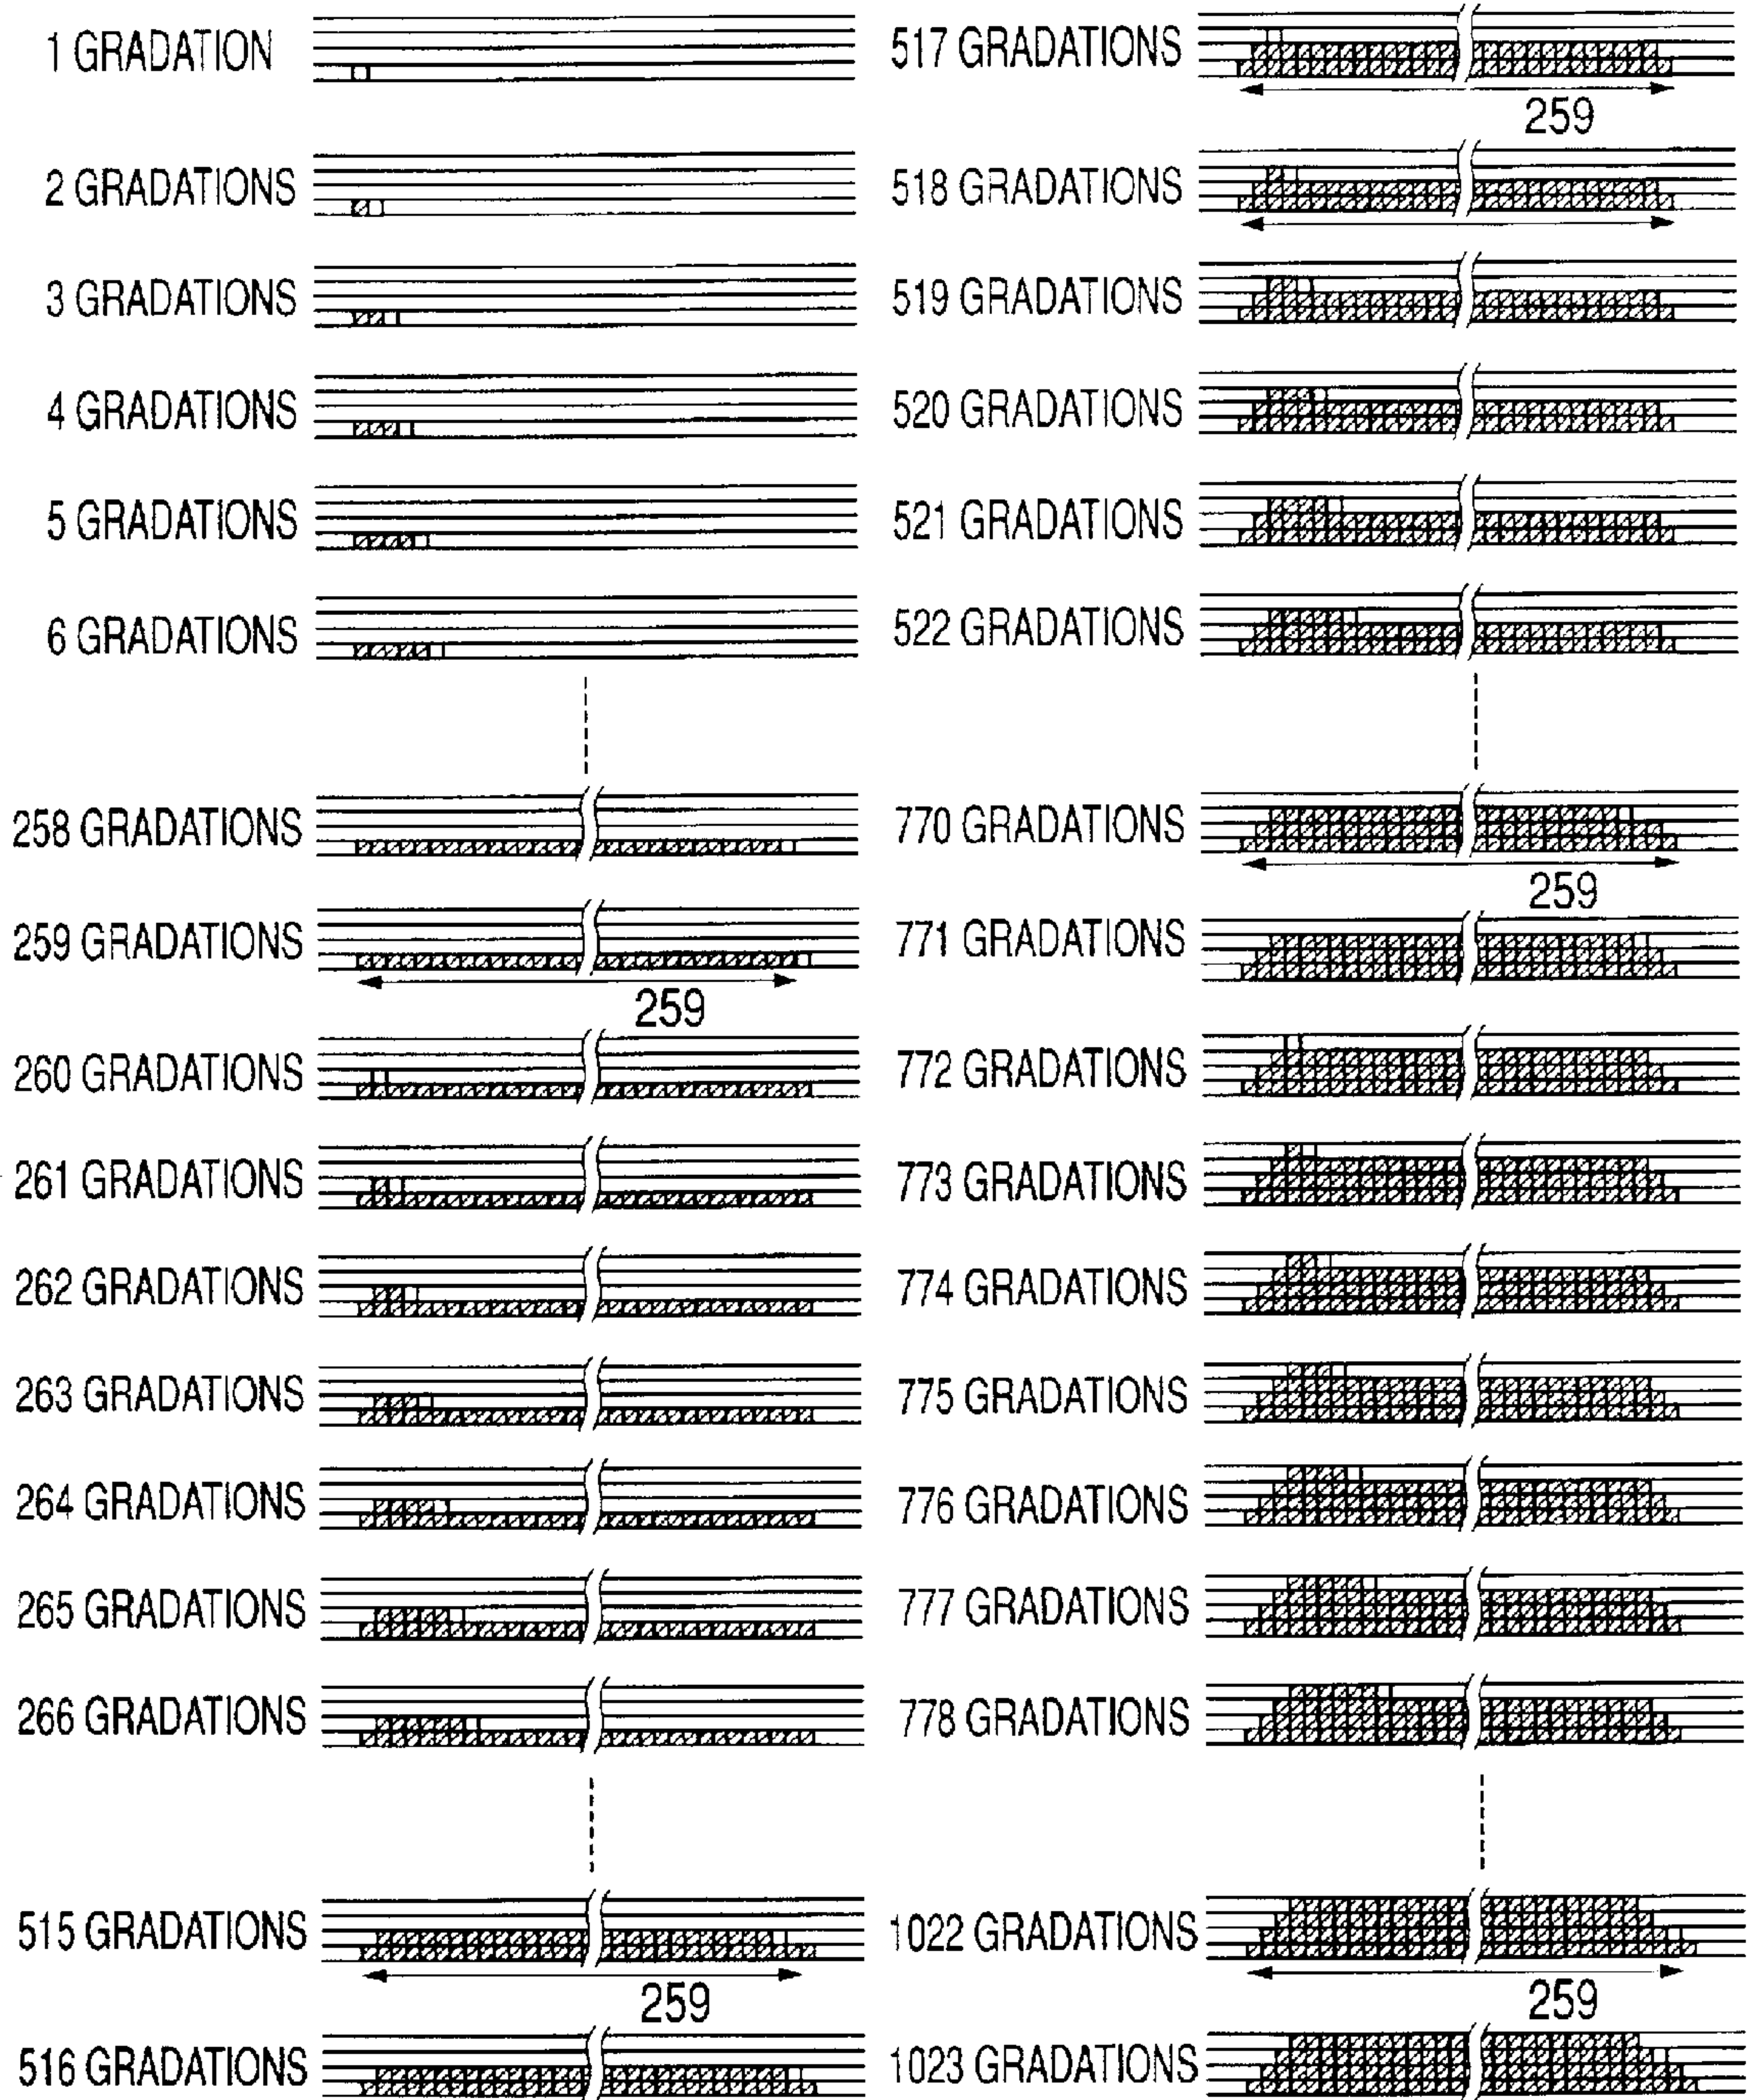 1 GRADATION
2 GRADATIONS
3 GRADATIONS
4 GRADATIONS
5 GRADATIONS
6 GRADATIONS
258 GRADATIONS
259 GRADATIONS
259
260 GRADATIONS
261 GRADATIONS
262 GRADATIONS
263 GRADATIONS
264 GRADATIONS
265 GRADATIONS
266 GRADATIONS
515 GRADATIONS
259
516 GRADATIONS
517 GRADATIONS
259
518 GRADATIONS
519 GRADATIONS
520 GRADATIONS
521 GRADATIONS
522 GRADATIONS
770 GRADATIONS
259
771 GRADATIONS
772 GRADATIONS
773 GRADATIONS
774 GRADATIONS
775 GRADATIONS
776 GRADATIONS
777 GRADATIONS
778 GRADATIONS
1022 GRADATIONS
259
1023 GRADATIONS